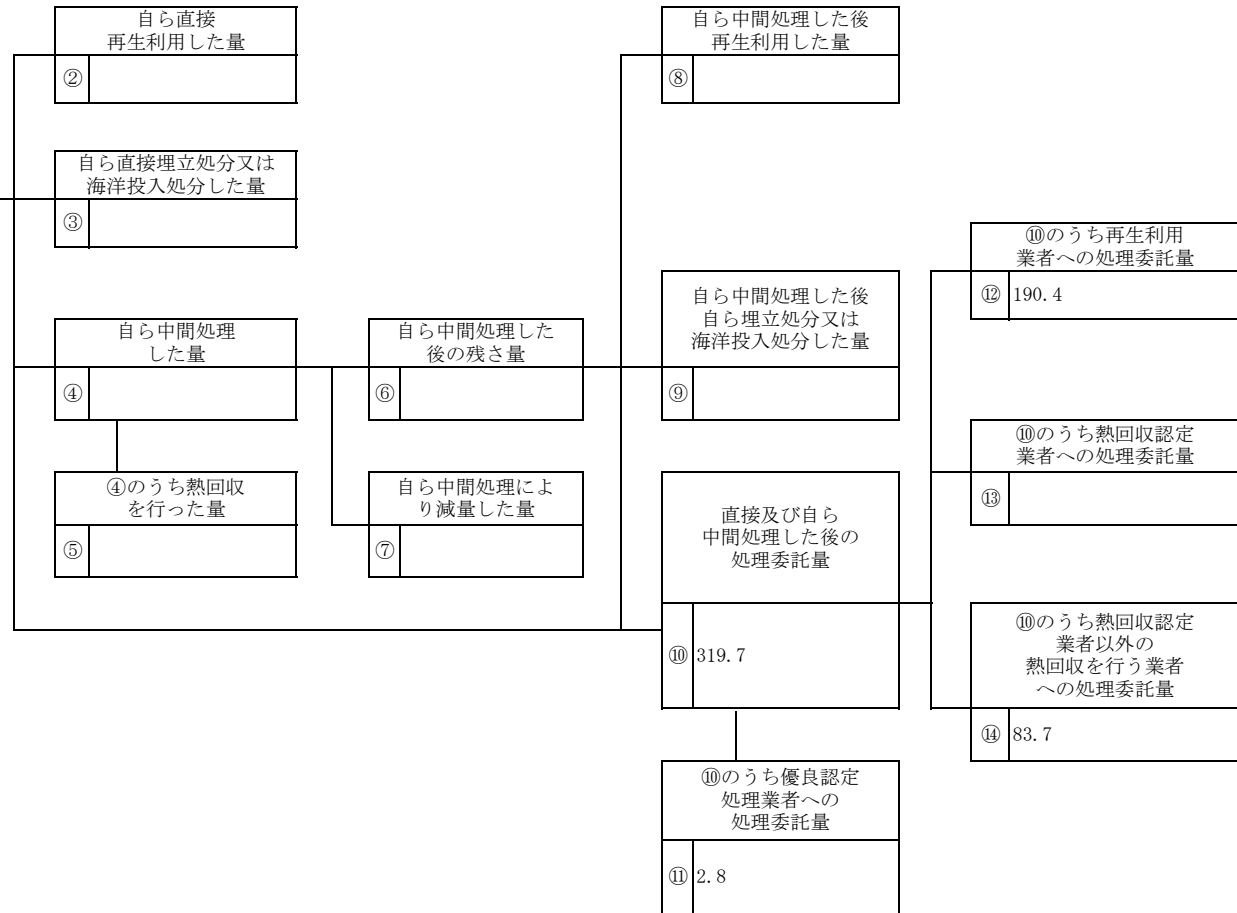 自ら直接
再生利用した量
②
自ら直接埋立処分又は
海洋投入処分した量
③
自ら中間処理
した量
④
④のうち熱回収
を行った量
⑤
自ら中間処理した
後の残さ量
⑥
自ら中間処理によ
り減量した量
⑦
自ら中間処理した後
再生利用した量
⑧
自ら中間処理した後
自ら埋立処分又は
海洋投入処分した量
⑨
直接及び自ら
中間処理した後の
処理委託量
⑩ 319.7
⑩のうち優良認定
処理業者への
処理委託量
⑪ 2.8
⑩のうち再生利用
業者への処理委託量
⑫ 190.4
⑩のうち熱回収認定
業者への処理委託量
⑬
⑩のうち熱回収認定
業者以外の
熱回収を行う業者
への処理委託量
⑭ 83.7